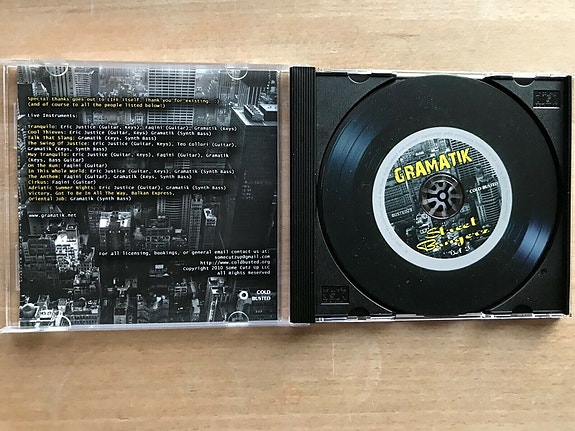 Special thanks goes out to Life itself. Thank you for existing. :)
(and of course to all the people listed below!)
Live Instruments:
Tranquilo: Eric Justice (Guitar, Keys), Faqini (Guitar), Gramatik (Keys)
Cool Thieves: Eric Justice (Guitar, Keys) Gramatik (Synth Bass)
Talk That Slang: Gramatik (Keys, Synth Bass)
The Swing Of Justice: Eric Justice (Guitar, Keys), Teo Collori (Guitar),
Gramatik (Keys, Synth Bass)
Muy Tranquilo: Eric Justice (Guitar, Keys), Faqini (Guitar), Gramatik
(Keys, Bass Guitar)
On The Run: Faqini (Guitar)
In This Whole World: Eric Justice (Keys), Gramatik (Synth Bass)
The Anthem: Faqini (Guitar), Gramatik (Keys, Synth Bass)
Cirkus: Faqini (Guitar)
Adriatic Summer Nights: Eric Justice (Guitar), Gramatik (Synth Bass)
Victory, Got To Be In All The Way, Balkan Express,
Oriental Job: Gramatik (Synth Bass)
www.gramatik.net
For all licensing, bookings, or general email contact us at:
somecutzup@gmail.com
http://www.coldbusted.org
Copyright 2010 Some Cutz Up LLC
All Rights Reserved
COLD
BUSTED
GRAMATIK
COLD BUSTED
Street
Bangerz